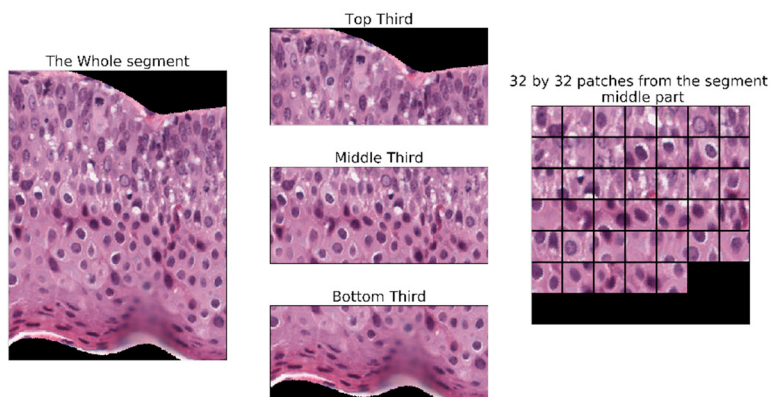 The Whole segment
Top Third
Middle Third
Bottom Third
32 by 32 patches from the segment
middle part